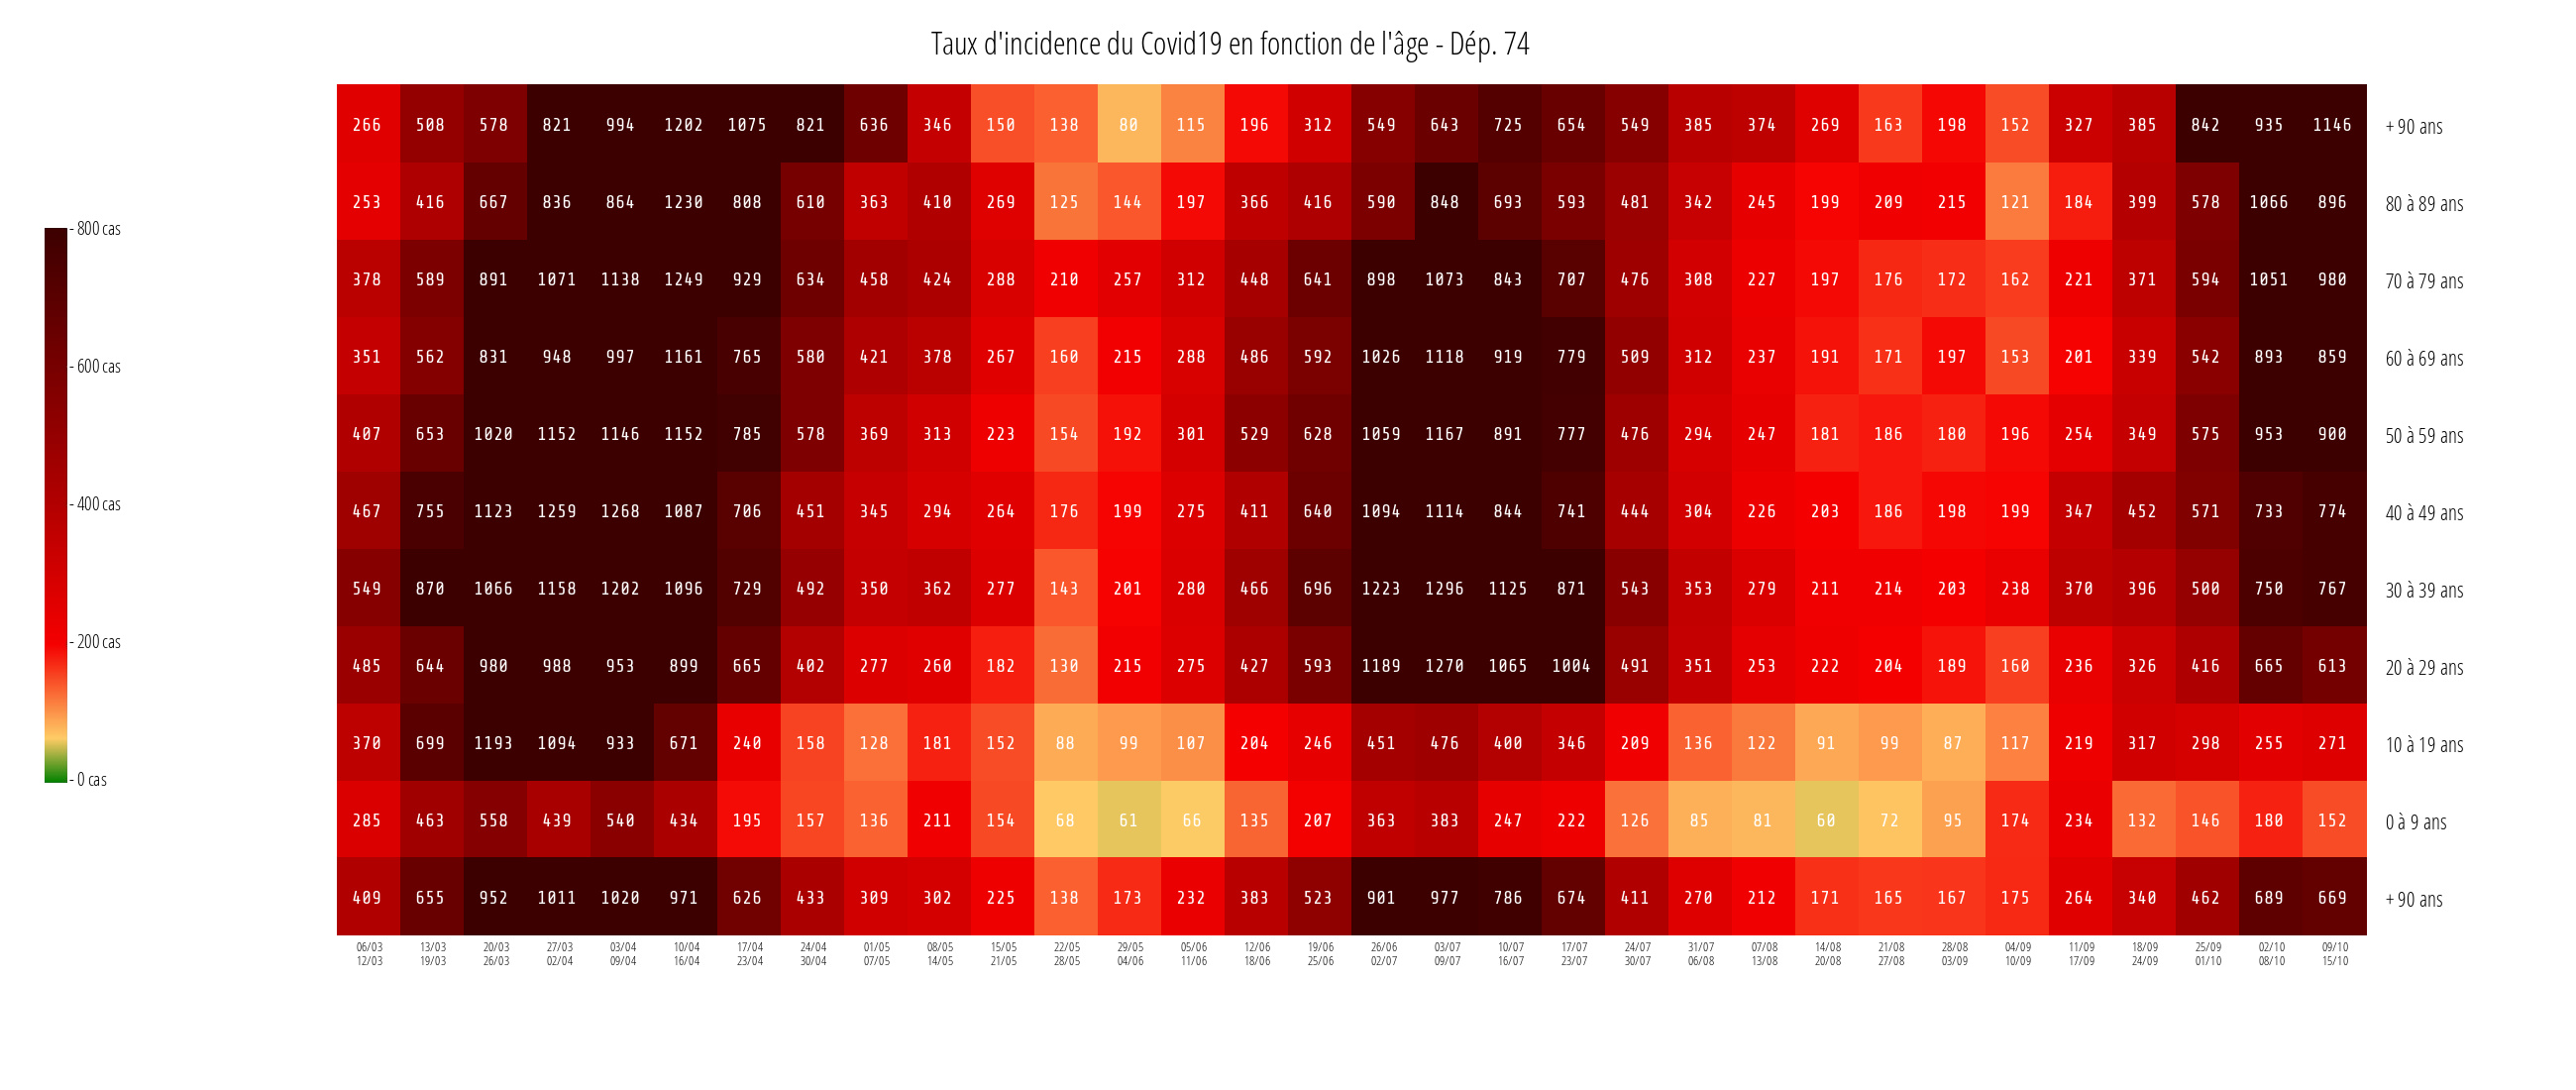 Taux d'incidence du Covid19 en fonction de l'âge - Dép. 74
266 508 578 821 994 1202 1075 821 636 346 150 138 80 115 196 312 549 643 725 654 549 385 374 269 163 198 152 327 385 842 935 1146 + 90 ans
253 416 667 836 864 1230 808 610 363 410 269 125 144 197 366 416 590 848 693 593 481 342 245 199 209 215 121 184 399 578 1066 896 80 à 89 ans
- 800 cas
378 589 891 1071 1138 1249 929 634 458 424 288 210 257 312 448 641 898 1073 843 707 476 308 227 197 176 172 162 221 371 594 1051 980 70 à 79 ans
351 562 831 948 997 1161 765 580 421 378 267 160 215 288 486 592 1026 1118 919 779 509 312 237 191 171 197 153 201 339 542 893 859 60 à 69 ans
- 600 cas
407 653 1020 1152 1146 1152 785 578 369 313 223 154 192 301 529 628 1059 1167 891 777 476 294 247 181 186 180 196 254 349 575 953 900 50 à 59 ans
- 400 cas
467 755 1123 1259 1268 1087 706 451 345 294 264 176 199 275 411 640 1094 1114 844 741 444 304 226 203 186 198 199 347 452 571 733 774 40 à 49 ans
549 870 1066 1158 1202 1096 729 492 350 362 277 143 201 280 466 696 1223 1296 1125 871 543 353 279 211 214 203 238 370 396 500 750 767 30 à 39 ans
- 200 cas
485 644 980 988 953 899 665 402 277 260 182 130 215 275 427 593 1189 1270 1065 1004 491 351 253 222 204 189 160 236 326 416 665 613 20 à 29 ans
370 699 1193 1094 933 671 240 158 128 181 152 88 99 107 204 246 451 476 400 346 209 136 122 91 99 87 117 219 317 298 255 271 10 à 19 ans
- 0 cas
285 463 558 439 540 434 195 157 136 211 154 68 61 66 135 207 363 383 247 222 126 85 81 60 72 95 174 234 132 146 180 152 0 à 9 ans
409 655 952 1011 1020 971 626 433 309 302 225 138 173 232 383 523 901 977 786 674 411 270 212 171 165 167 175 264 340 462 689 669 + 90 ans
06/03 13/03 20/03 27/03 03/04 10/04 17/04 24/04 01/05 08/05 15/05 22/05 29/05 05/06 12/06 19/06 26/06 03/07 10/07 17/07 24/07 31/07 07/08 14/08 21/08 28/08 04/09 11/09 18/09 25/09 02/10 09/10
12/03 19/03 26/03 02/04 09/04 16/04 23/04 30/04 07/05 14/05 21/05 28/05 04/06 11/06 18/06 25/06 02/07 09/07 16/07 23/07 30/07 06/08 13/08 20/08 27/08 03/09 10/09 17/09 24/09 01/10 08/10 15/10